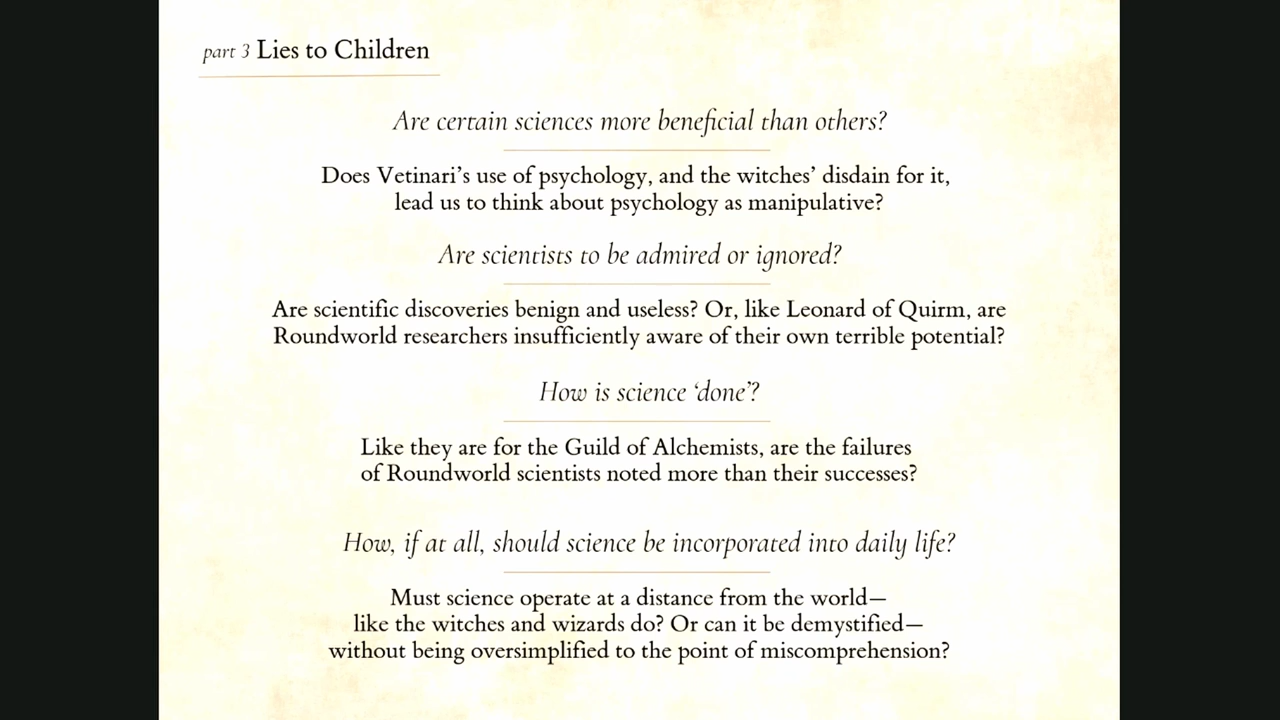 part 3 Lies to Children
Are certain sciences more beneficial than others?
Does Vetinari’s use of psychology, and the witches’ disdain for it,
lead us to think about psychology as manipulative?
Are scientists to be admired or ignored?
Are scientific discoveries benign and useless? Or, like Leonard of Quirm, are
Roundworld researchers insufficiently aware of their own terrible potential?
How is science ‘done’?
Like they are for the Guild of Alchemists, are the failures
of Roundworld scientists noted more than their successes?
How, if at all, should science be incorporated into daily life?
Must science operate at a distance from the world—
like the witches and wizards do? Or can it be demystified—
without being oversimplified to the point of miscomprehension?